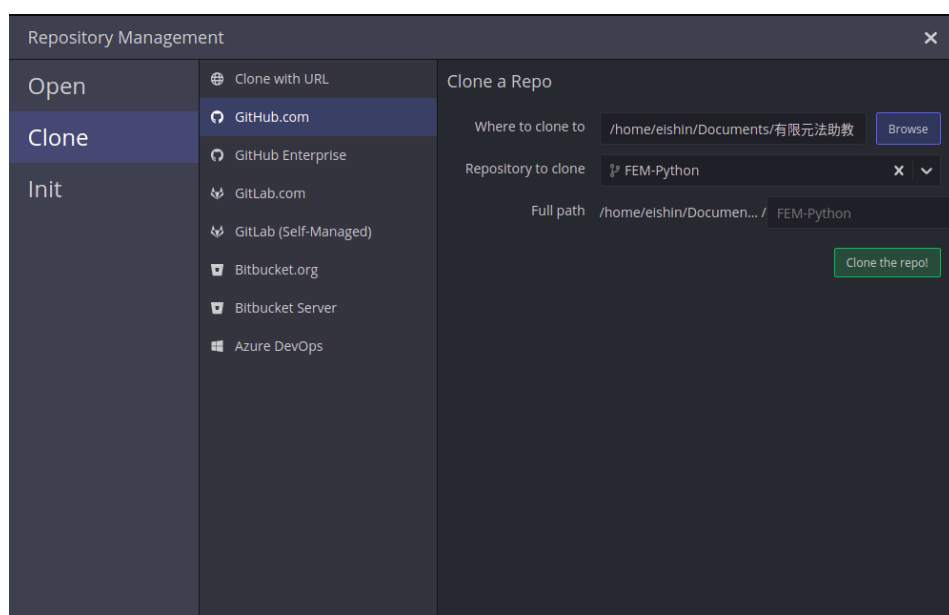 Repository Management
Open
Clone
Init
Clone with URL
GitHub.com
GitHub Enterprise
GitLab.com
GitLab (Self-Managed)
Bitbucket.org
Bitbucket Server
Azure DevOps
Clone a Repo
Where to clone to /home/eishin/Documents/有限元法助教 Browse
Repository to clone FEM-Python
Full path /home/eishin/Documen... / FEM-Python
Clone the repo!